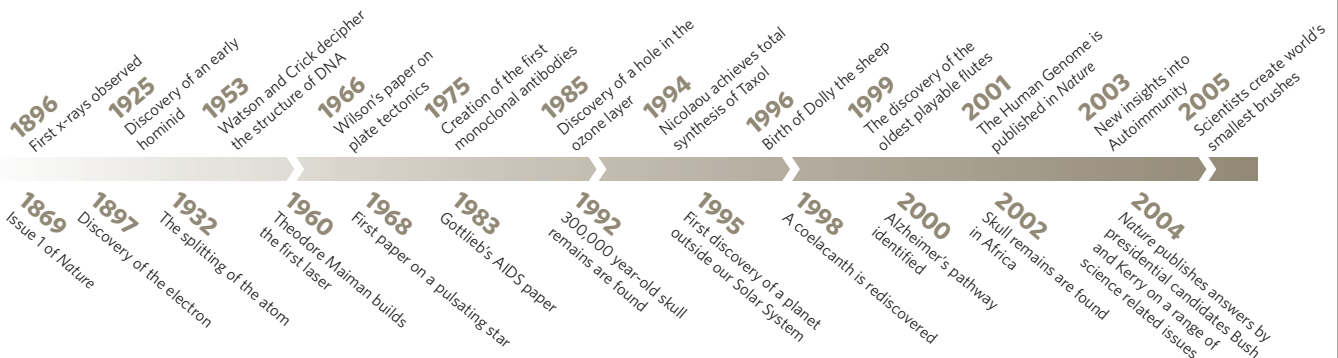 1896
First x-rays observed
1925
Discovery of an early
hominid
1953
Watson and Crick decipher
the structure of DNA
1966
Wilson's paper on
plate tectonics
1975
Creation of the first
monoclonal antibodies
1985
Discovery of a hole in the
ozone layer
1994
Nicolaou achieves total
synthesis of Taxol
1996
Birth of Dolly the sheep
1999
The discovery of the
oldest playable flutes
2001
The Human Genome is
published in Nature
2003
New insights into
Autoimmunity
2005
Scientists create world's
smallest brushes
1869
Issue 1 of Nature
1897
Discovery of the electron
1932
The splitting of the atom
1960
Theodore Maiman builds
the first laser
1968
First paper on a pulsating star
1983
Gottlieb's AIDS paper
1992
300,000 year-old skull
remains are found
1995
First discovery of a planet
outside our Solar System
1998
A coelacanth is rediscovered
2000
Alzheimer's pathway
identified
2002
Skull remains are found
in Africa
2004
Nature publishes answers by
presidential candidates Bush
and Kerry on a range of
science related issues